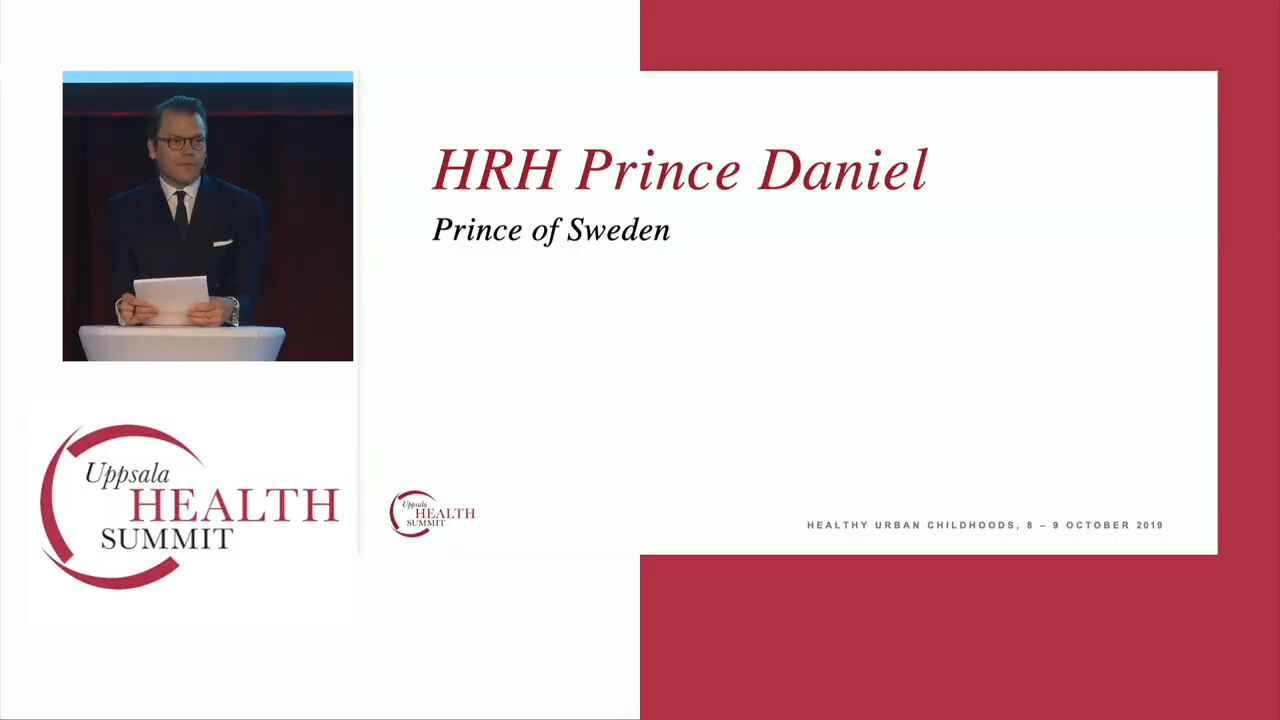 HRH Prince Daniel
Prince of Sweden
Uppsala
HEALTH
SUMMIT
Uppsala
HEALTH
SUMMIT
HEALTHY URBAN CHILDHOODS, 8 – 9 OCTOBER 2019